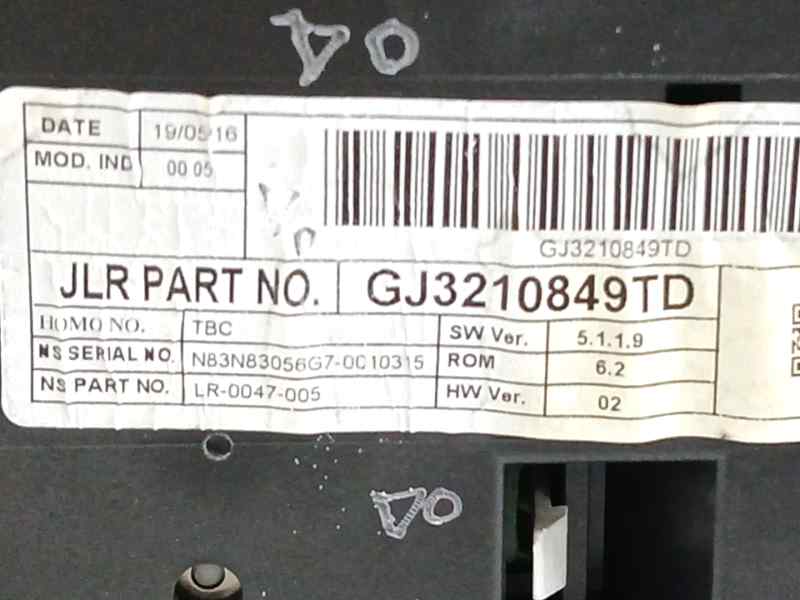 DATE 19/05/16
MOD. IND 00 05
GJ3210849TD
JLR PART NO. GJ3210849TD
HOMO NO. TBC
NS SERIAL NO. N83N83056G7-0010315
NS PART NO. LR-0047-005
SW Ver. 5.1.1.9
ROM 6.2
HW Ver. 02